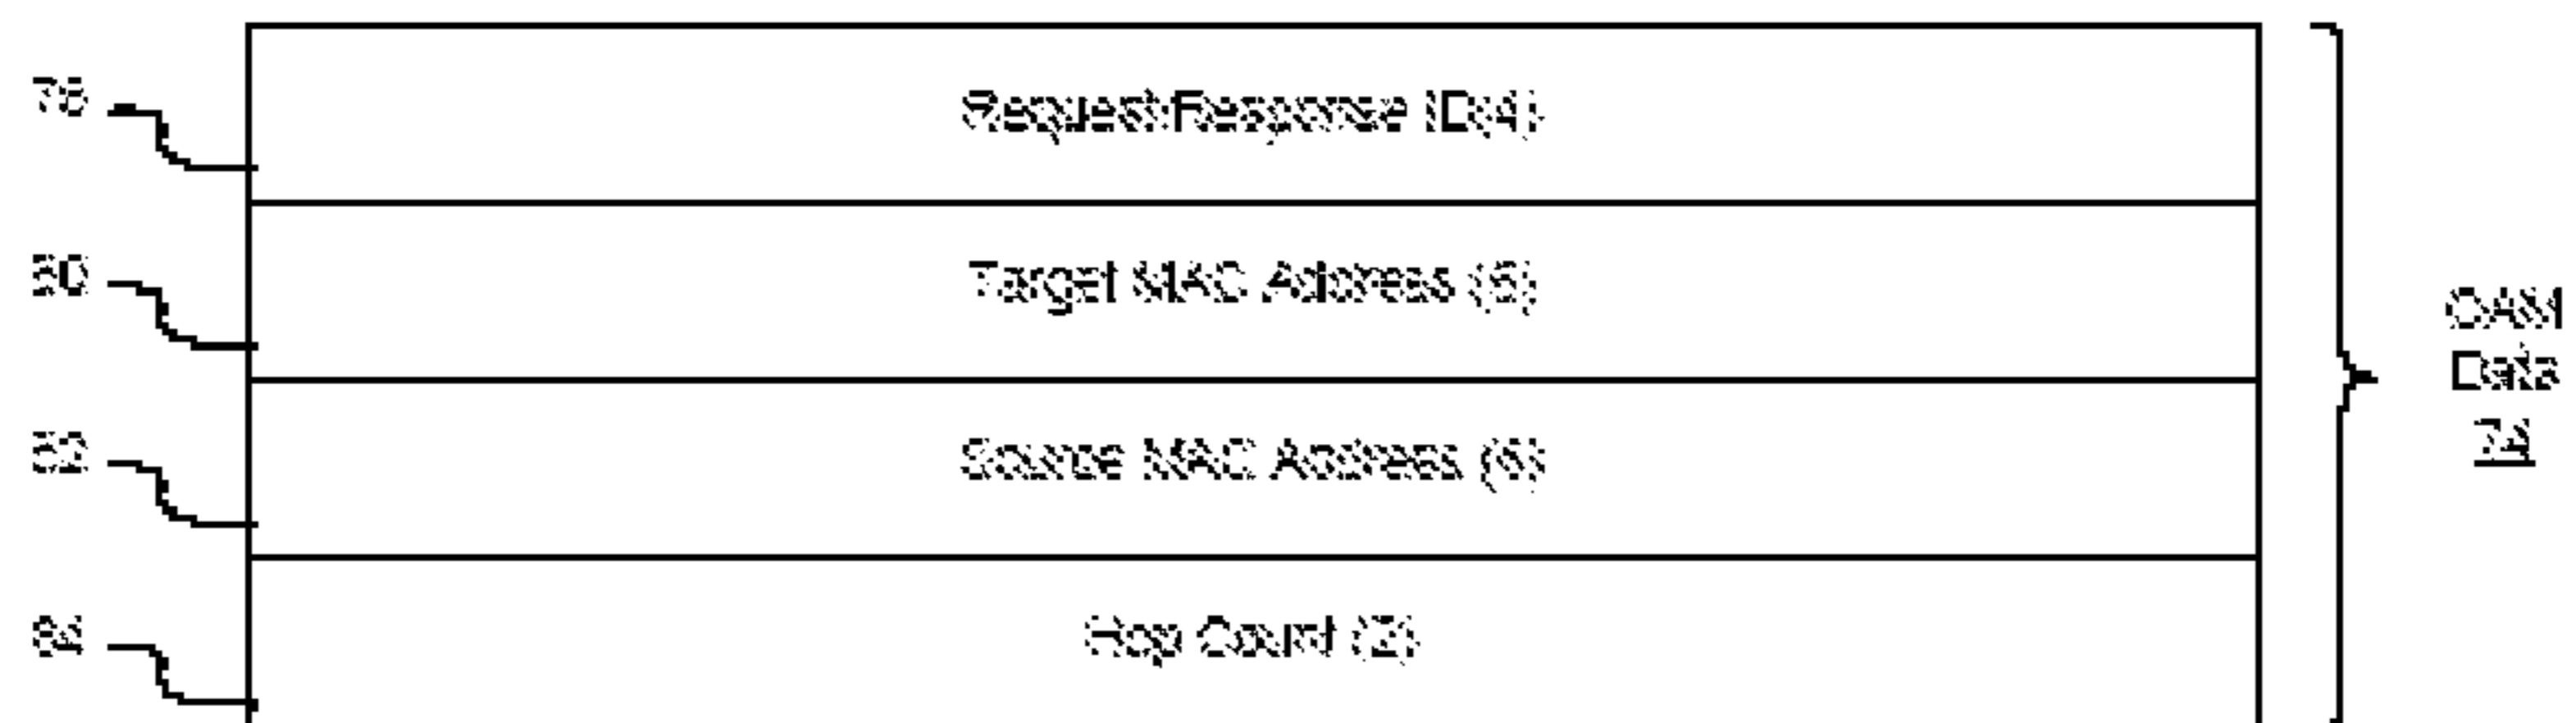 78
Request/Response ID(4)
80
Target MAC Address (6)
82
Source MAC Address (6)
84
Hop Count (2)
OAM
Data
74